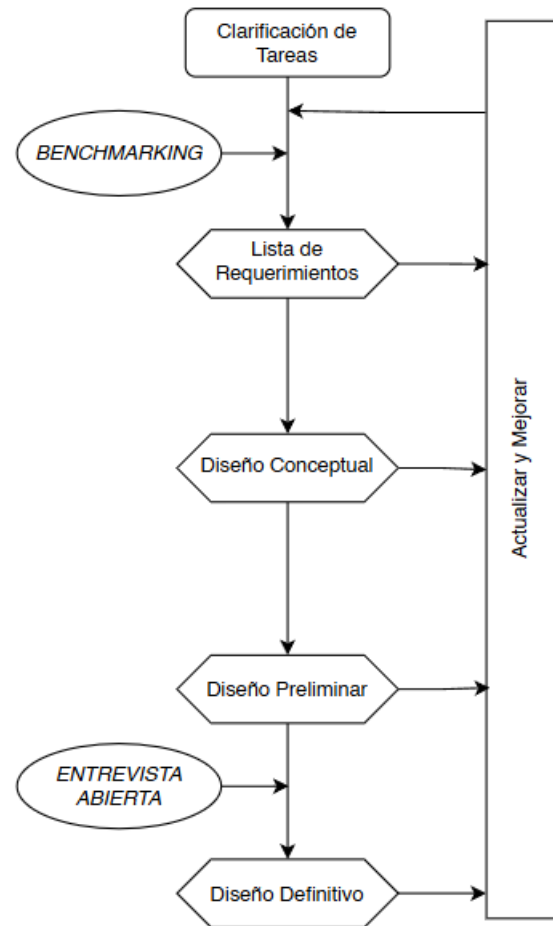 Clarificación de
Tareas
BENCHMARKING
Lista de
Requerimientos
Diseño Conceptual
Actualizar y Mejorar
Diseño Preliminar
ENTREVISTA
ABIERTA
Diseño Definitivo